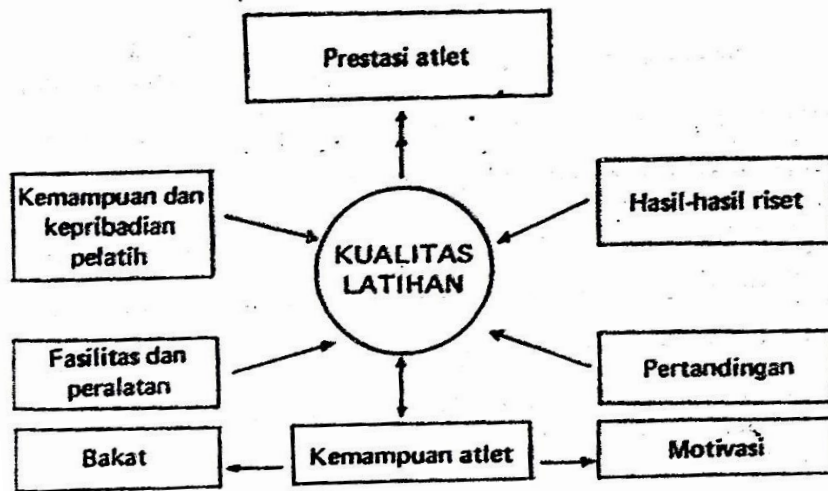 Prestasi atlet
Kemampuan dan
kepribadian
pelatih
Hasil-hasil riset
KUALITAS
LATIHAN
Fasilitas dan
peralatan
Pertandingan
Bakat
Kemampuan atlet
Motivasi